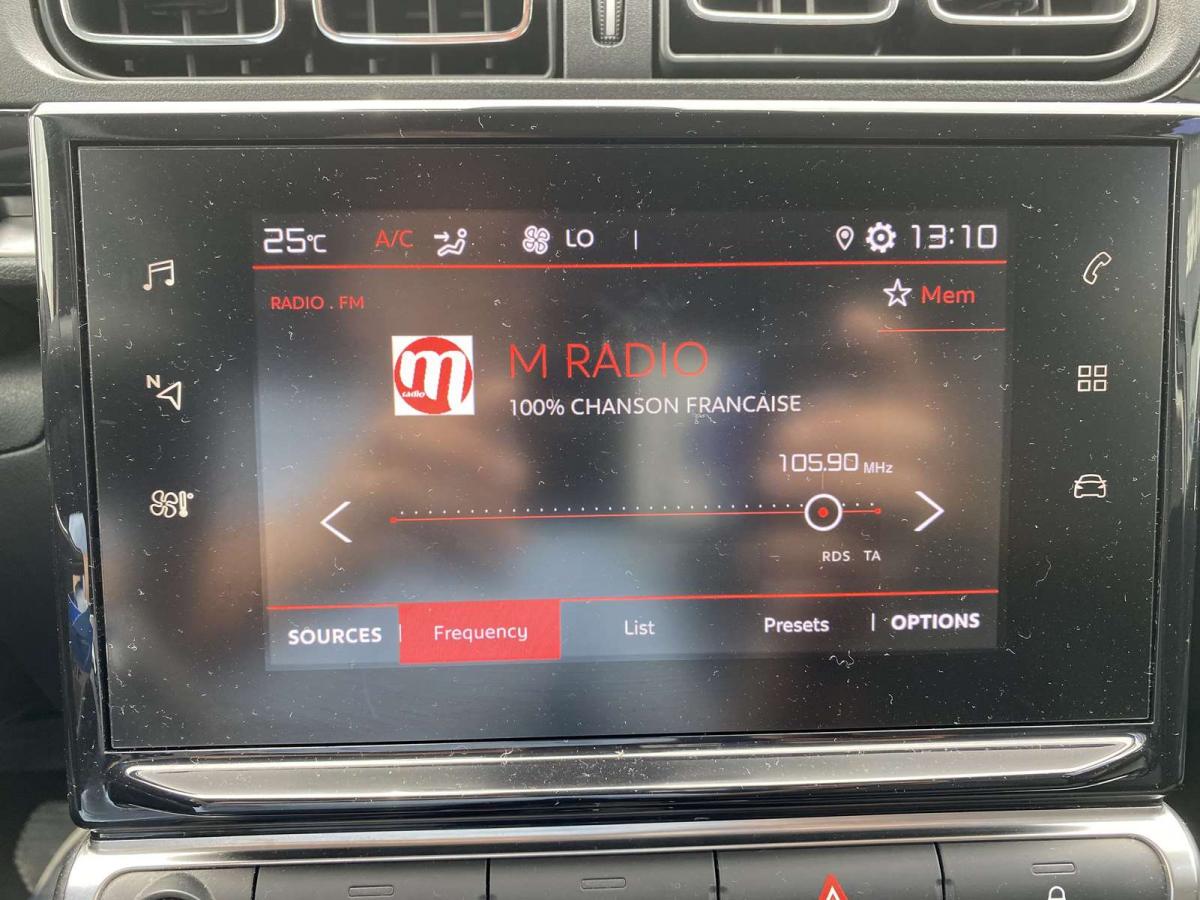 25°C A/C LO | 13:10
RADIO . FM
Mem
m radio
M RADIO
100% CHANSON FRANCAISE
105.90 MHz
N
RDS TA
SOURCES | Frequency List Presets | OPTIONS